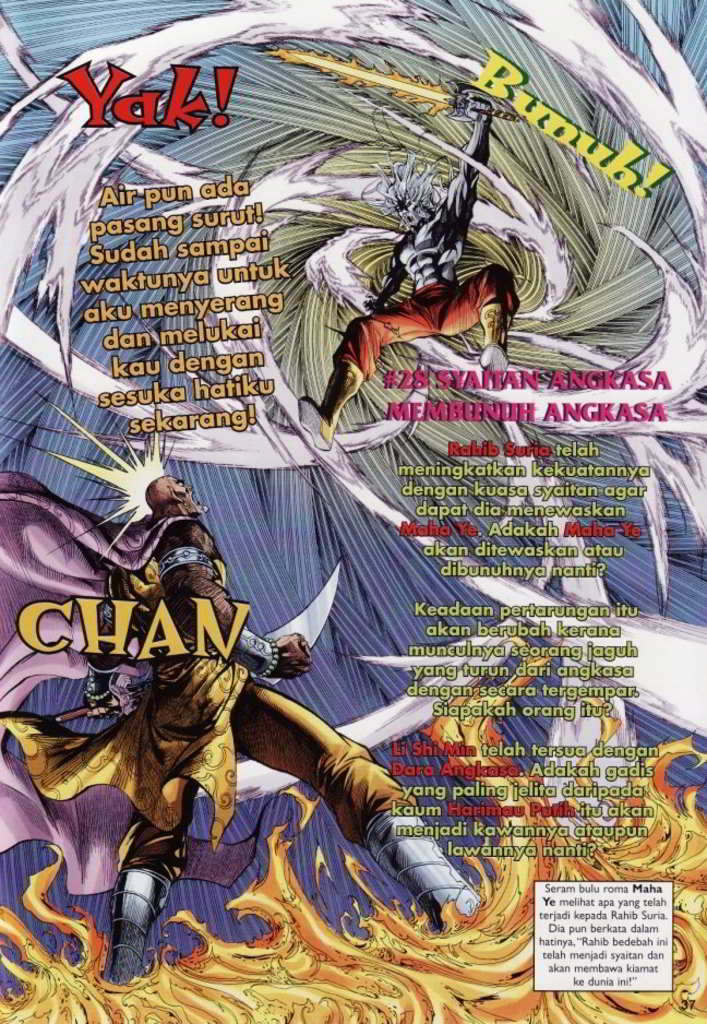 Yak!
Bunuh!
Air pun ada
pasang surut!
Sudah sampai
waktunya untuk
aku menyerang
dan melukai
kau dengan
sesuka hatiku
sekarang!
#28 SYAITAN ANGKASA
MEMBUNUH ANGKASA
Rahib Suria telah
meningkatkan kekuatannya
dengan kuasa syaitan agar
dapat dia menewaskan
Maha Ye. Adakah Maha Ye
akan ditewaskan atau
dibunuhnya nanti?
CHAN
Keadaan pertarungan itu
akan berubah kerana
munculnya seorang jaguh
yang turun dari angkasa
dengan secara tergempar.
Siapakah orang itu?
Li Shi Min telah tersua dengan
Dara Angkasa. Adakah gadis
yang paling jelita daripada
kaum Harimau Putih itu akan
menjadi kawannya ataupun
lawannya nanti?
Seram bulu roma Maha
Ye melihat apa yang telah
terjadi kepada Rahib Suria.
Dia pun berkata dalam
hatinya, "Rahib bedebah ini
telah menjadi syaitan dan
akan membawa kiamat
ke dunia ini!"
37